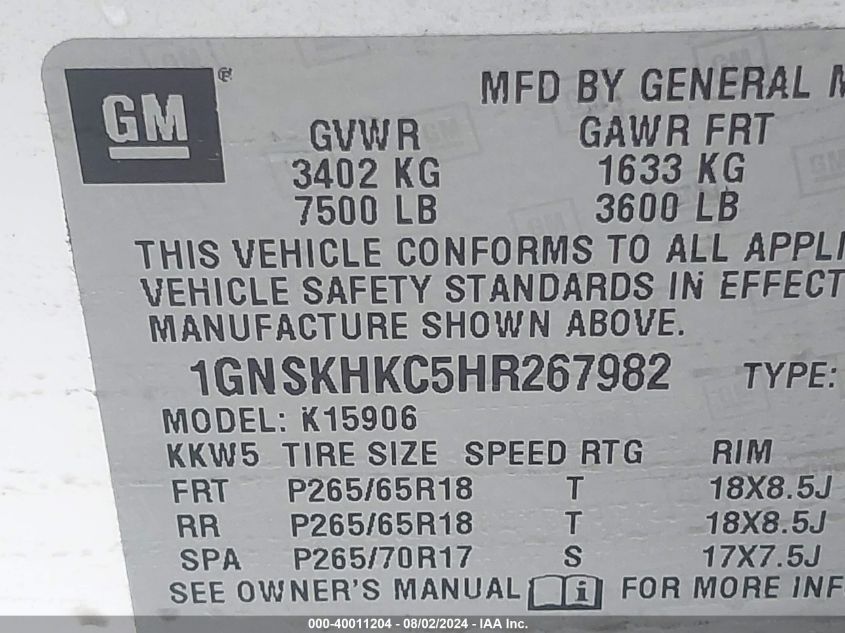 GM ®
MFD BY GENERAL
GVWR GAWR FRT
3402 KG 1633 KG
7500 LB 3600 LB
THIS VEHICLE CONFORMS TO ALL APPLI
VEHICLE SAFETY STANDARDS IN EFFECT
MANUFACTURE SHOWN ABOVE.
1GNSKHKC5HR267982 TYPE:
MODEL: K15906
KKW5 TIRE SIZE SPEED RTG RIM
FRT P265/65R18 T 18X8.5J
RR P265/65R18 T 18X8.5J
SPA P265/70R17 S 17X7.5J
SEE OWNER'S MANUAL i FOR MORE INF
000-40011204 - 08/02/2024 - IAA Inc.